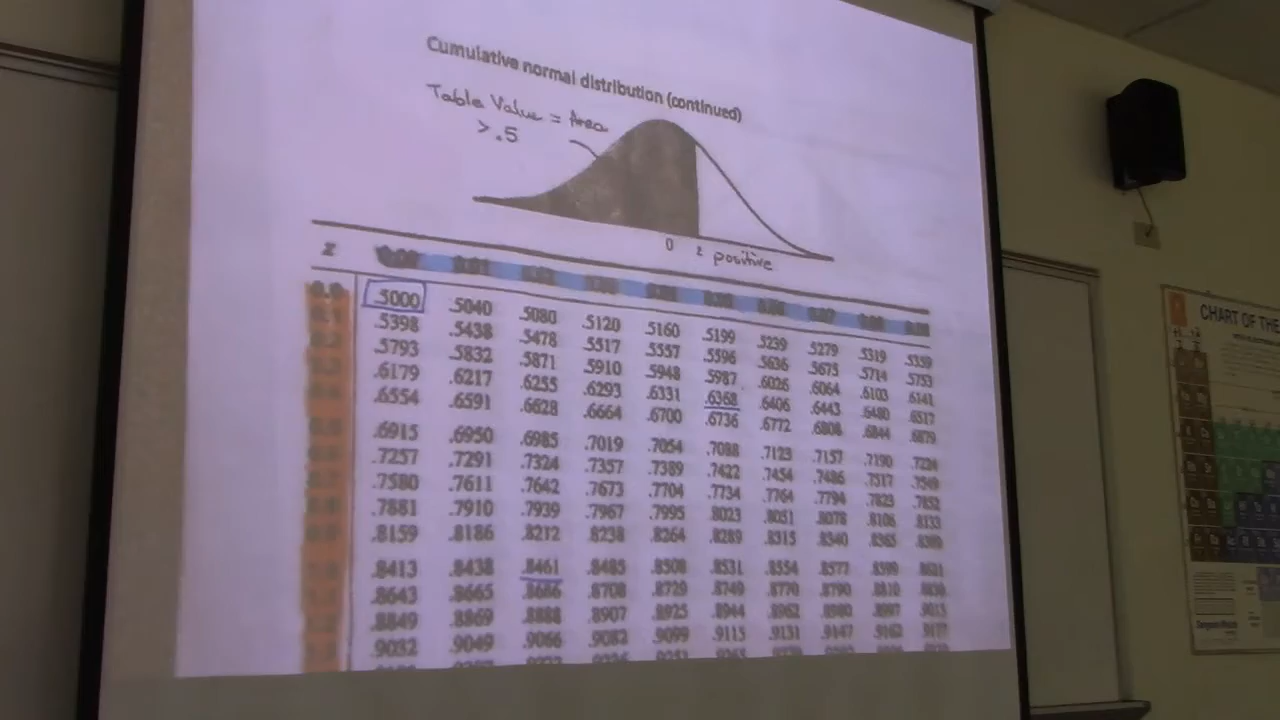 Cumulative normal distribution (continued)
Table Value = Area
> .5
0 z positive
z
.5000 .5040 .5080 .5120 .5160 .5199 .5239 .5279 .5319 .5359
.5398 .5438 .5478 .5517 .5557 .5596 .5636 .5675 .5714 .5753
.5793 .5832 .5871 .5910 .5948 .5987 .6026 .6064 .6103 .6141
.6179 .6217 .6255 .6293 .6331 .6368 .6406 .6443 .6480 .6517
.6554 .6591 .6628 .6664 .6700 .6736 .6772 .6808 .6844 .6879
.6915 .6950 .6985 .7019 .7054 .7088 .7123 .7157 .7190 .7224
.7257 .7291 .7324 .7357 .7389 .7422 .7454 .7486 .7517 .7549
.7580 .7611 .7642 .7673 .7704 .7734 .7764 .7794 .7823 .7852
.7881 .7910 .7939 .7967 .7995 .8023 .8051 .8078 .8106 .8133
.8159 .8186 .8212 .8238 .8264 .8289 .8315 .8340 .8365 .8389
.8413 .8438 .8461 .8485 .8508 .8531 .8554 .8577 .8599 .8621
.8643 .8665 .8686 .8708 .8729 .8749 .8770 .8790 .8810 .8830
.8849 .8869 .8888 .8907 .8925 .8944 .8962 .8980 .8997 .9015
.9032 .9049 .9066 .9082 .9099 .9115 .9131 .9147 .9162 .9177
CHART OF THE